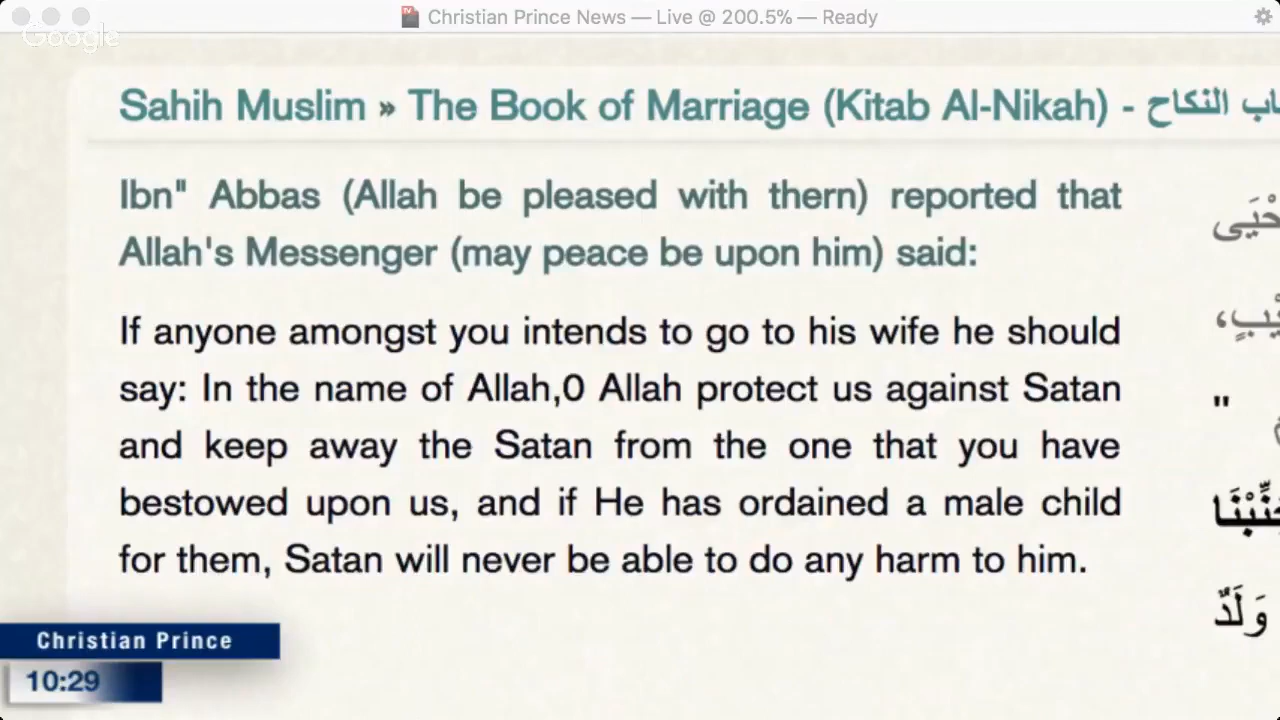 Christian Prince News — Live @ 200.5% — Ready
Google
Sahih Muslim » The Book of Marriage (Kitab Al-Nikah) - اب النكاح
Ibn" Abbas (Allah be pleased with thern) reported that
Allah's Messenger (may peace be upon him) said:
If anyone amongst you intends to go to his wife he should
say: In the name of Allah,0 Allah protect us against Satan
and keep away the Satan from the one that you have
bestowed upon us, and if He has ordained a male child
for them, Satan will never be able to do any harm to him.
"
وَلَدٌ
Christian Prince
10:29